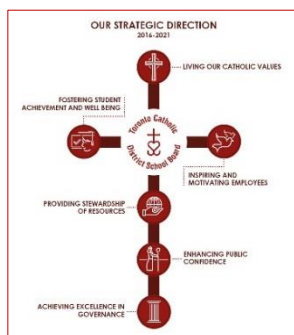 OUR STRATEGIC DIRECTION
2016-2021
LIVING OUR CATHOLIC VALUES
FOSTERING STUDENT
ACHIEVEMENT AND WELL BEING
Toronto Catholic
District School Board
INSPIRING AND
MOTIVATING EMPLOYEES
PROVIDING STEWARDSHIP
OF RESOURCES
ENHANCING PUBLIC
CONFIDENCE
ACHIEVING EXCELLENCE IN
GOVERNANCE